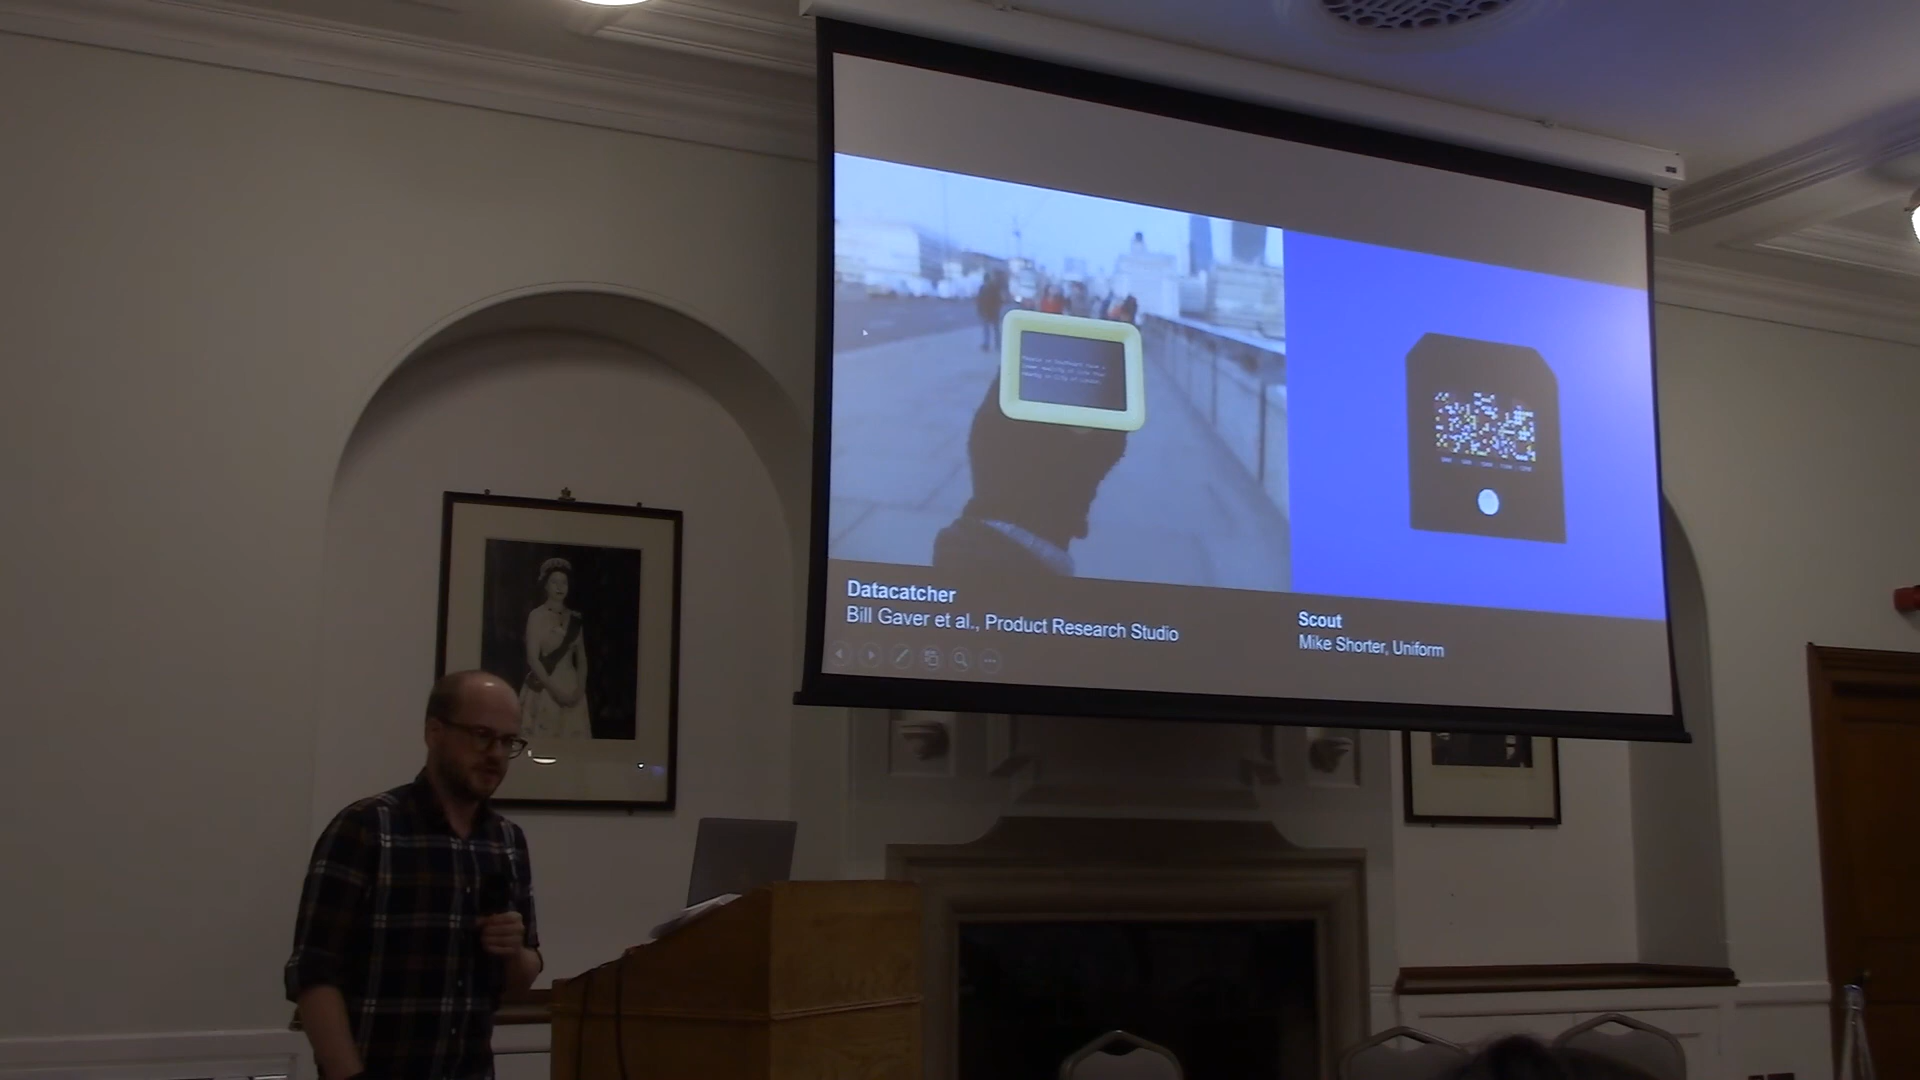 Datacatcher
Bill Gaver et al., Product Research Studio
Scout
Mike Shorter, Uniform